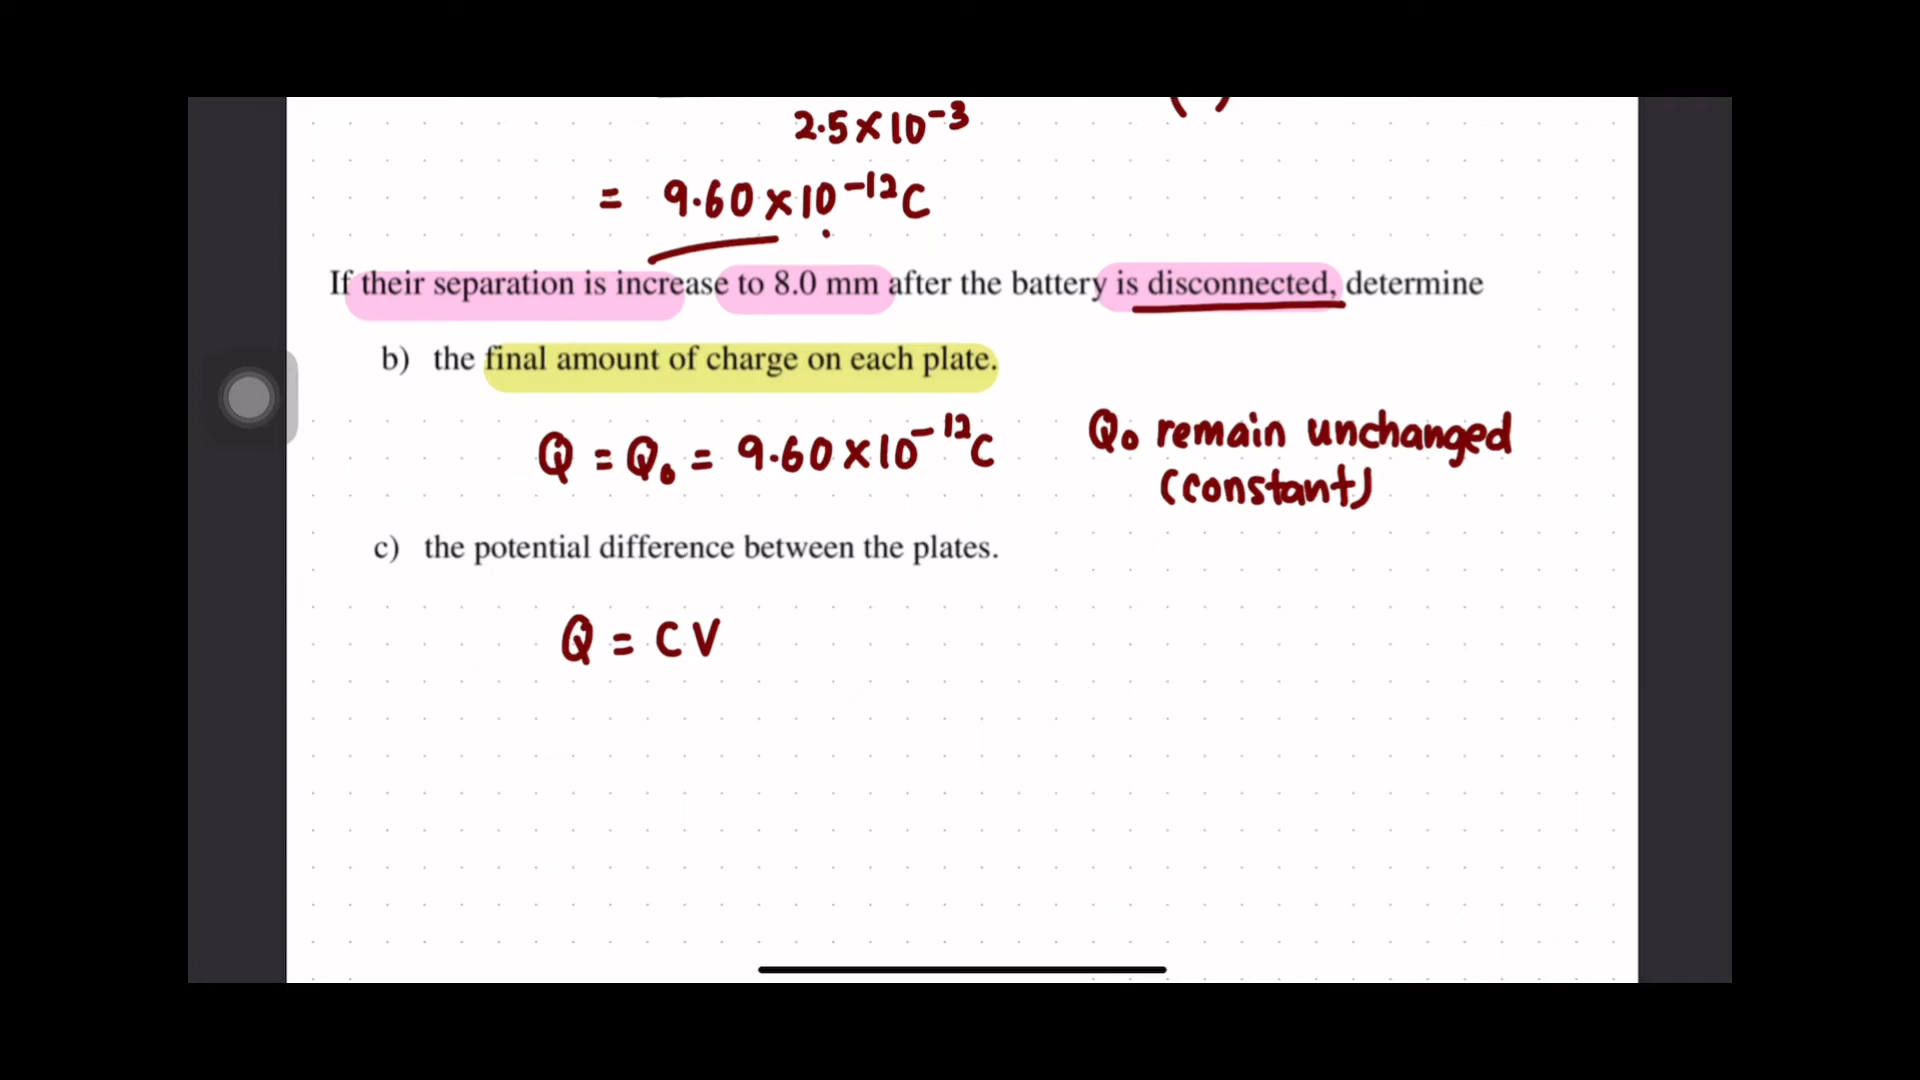 2.5×10⁻³
= 9.60×10⁻¹²C
If their separation is increase to 8.0 mm after the battery is disconnected, determine
b) the final amount of charge on each plate.
Q = Q₀ = 9.60×10⁻¹²C
Q₀ remain unchanged
(constant)
c) the potential difference between the plates.
Q = CV